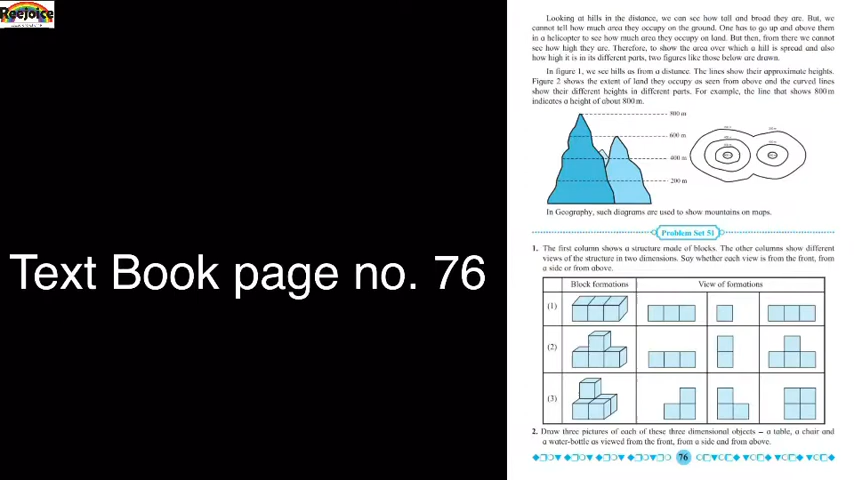 Reejoice
Text Book page no. 76
Looking at hills in the distance, we can see how tall and broad they are. But, we
cannot tell how much area they occupy on the ground. One has to go up and above them
in a helicopter to see how much area they occupy on land. But then, from there we cannot
see how high they are. Therefore, to show the area over which a hill is spread and also
how high it is in its different parts, two figures like those below are drawn.
In figure 1, we see hills as from a distance. The lines show their approximate heights.
Figure 2 shows the extent of land they occupy as seen from above and the curved lines
show their different heights in different parts. For example, the line that shows 800 m
indicates a height of about 800 m.
800 m
600 m
400 m
200 m
In Geography, such diagrams are used to show mountains on maps.
Problem Set 51
1. The first column shows a structure made of blocks. The other columns show different
views of the structure in two dimensions. Say whether each view is from the front, from
a side or from above.
Block formations View of formations
(1)
(2)
(3)
2. Draw three pictures of each of these three dimensional objects – a table, a chair and
a water-bottle as viewed from the front, from a side and from above.
76